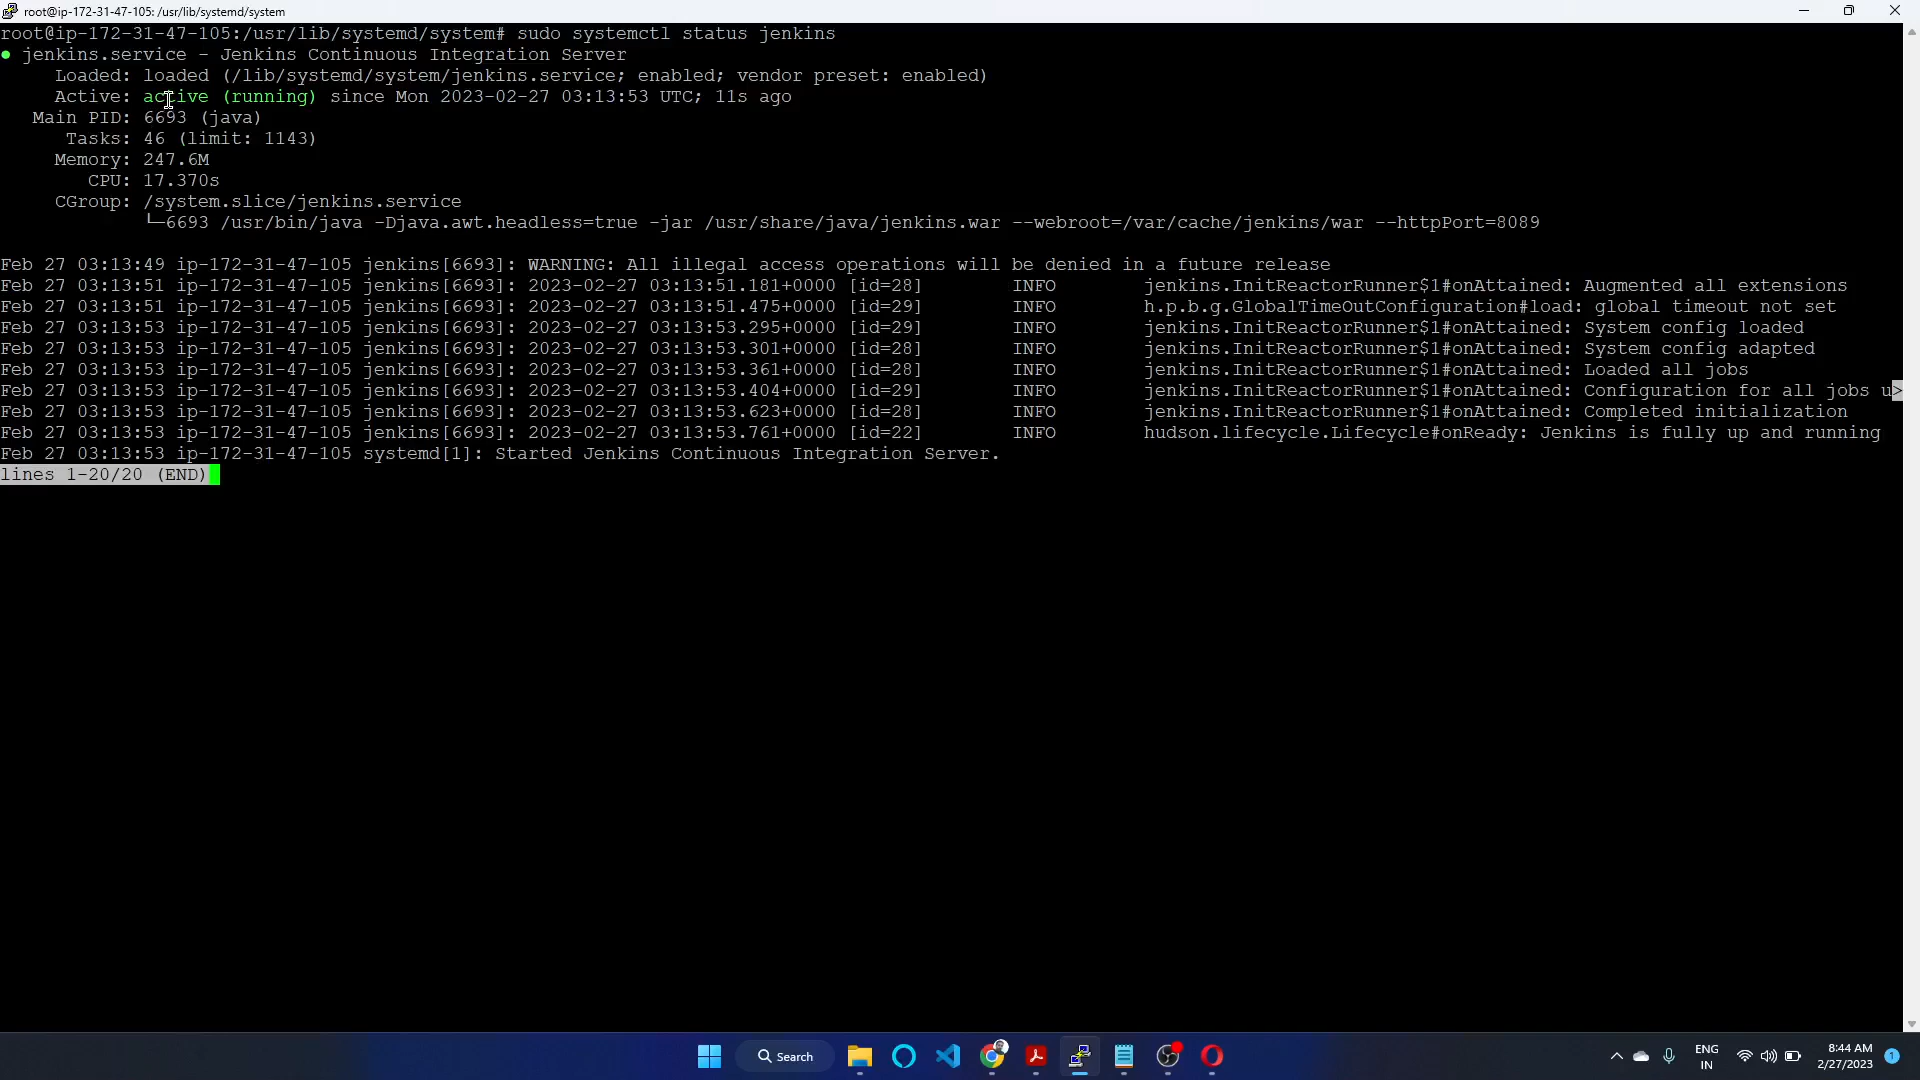 root@ip-172-31-47-105: /usr/lib/systemd/system
root@ip-172-31-47-105:/usr/lib/systemd/system# sudo systemctl status jenkins
● jenkins.service - Jenkins Continuous Integration Server
     Loaded: loaded (/lib/systemd/system/jenkins.service; enabled; vendor preset: enabled)
     Active: active (running) since Mon 2023-02-27 03:13:53 UTC; 11s ago
   Main PID: 6693 (java)
      Tasks: 46 (limit: 1143)
     Memory: 247.6M
        CPU: 17.370s
     CGroup: /system.slice/jenkins.service
             └─6693 /usr/bin/java -Djava.awt.headless=true -jar /usr/share/java/jenkins.war --webroot=/var/cache/jenkins/war --httpPort=8089
Feb 27 03:13:49 ip-172-31-47-105 jenkins[6693]: WARNING: All illegal access operations will be denied in a future release
Feb 27 03:13:51 ip-172-31-47-105 jenkins[6693]: 2023-02-27 03:13:51.181+0000 [id=28]        INFO        jenkins.InitReactorRunner$1#onAttained: Augmented all extensions
Feb 27 03:13:51 ip-172-31-47-105 jenkins[6693]: 2023-02-27 03:13:51.475+0000 [id=29]        INFO        h.p.b.g.GlobalTimeOutConfiguration#load: global timeout not set
Feb 27 03:13:53 ip-172-31-47-105 jenkins[6693]: 2023-02-27 03:13:53.295+0000 [id=29]        INFO        jenkins.InitReactorRunner$1#onAttained: System config loaded
Feb 27 03:13:53 ip-172-31-47-105 jenkins[6693]: 2023-02-27 03:13:53.301+0000 [id=28]        INFO        jenkins.InitReactorRunner$1#onAttained: System config adapted
Feb 27 03:13:53 ip-172-31-47-105 jenkins[6693]: 2023-02-27 03:13:53.361+0000 [id=28]        INFO        jenkins.InitReactorRunner$1#onAttained: Loaded all jobs
Feb 27 03:13:53 ip-172-31-47-105 jenkins[6693]: 2023-02-27 03:13:53.404+0000 [id=29]        INFO        jenkins.InitReactorRunner$1#onAttained: Configuration for all jobs u>
Feb 27 03:13:53 ip-172-31-47-105 jenkins[6693]: 2023-02-27 03:13:53.623+0000 [id=28]        INFO        jenkins.InitReactorRunner$1#onAttained: Completed initialization
Feb 27 03:13:53 ip-172-31-47-105 jenkins[6693]: 2023-02-27 03:13:53.761+0000 [id=22]        INFO        hudson.lifecycle.Lifecycle#onReady: Jenkins is fully up and running
Feb 27 03:13:53 ip-172-31-47-105 systemd[1]: Started Jenkins Continuous Integration Server.
lines 1-20/20 (END)
Search
ENG
IN
8:44 AM
2/27/2023
1